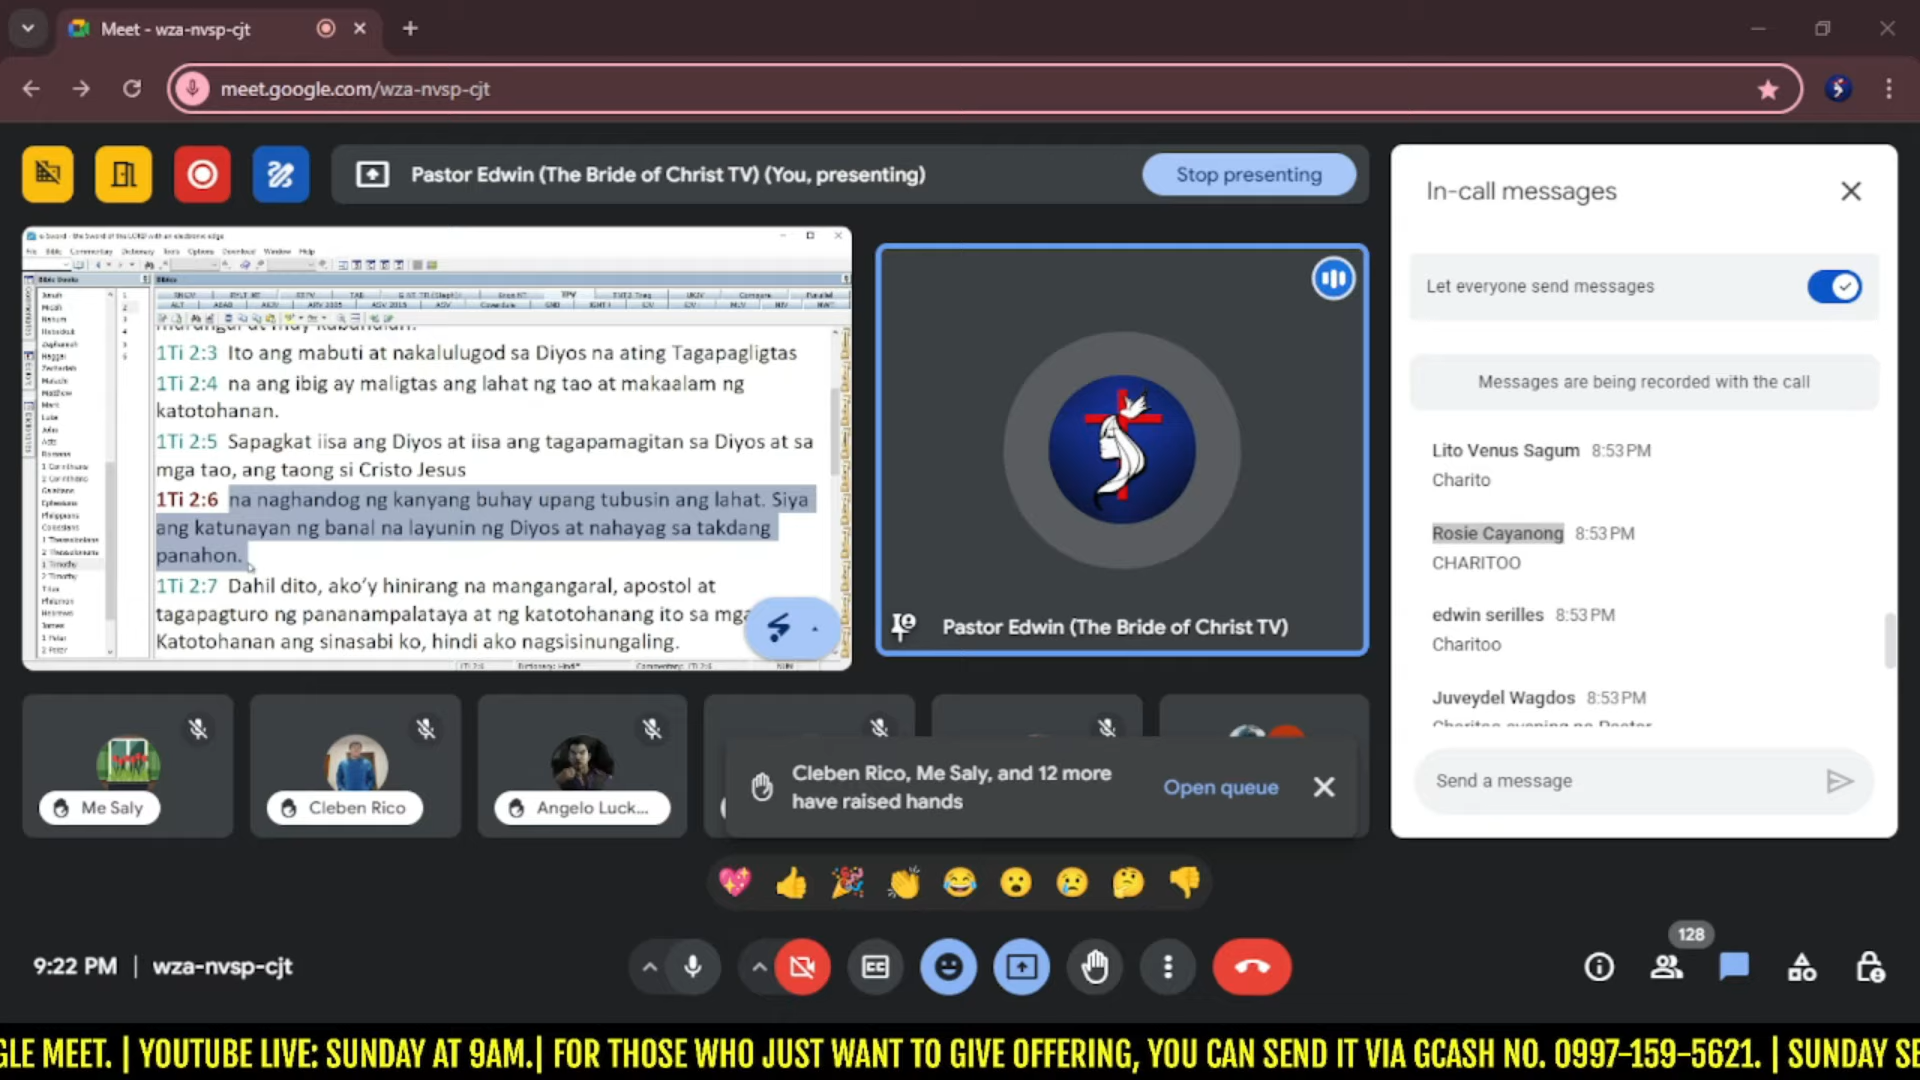 Meet - wza-nvsp-cjt
meet.google.com/wza-nvsp-cjt
Pastor Edwin (The Bride of Christ TV) (You, presenting)
Stop presenting
In-call messages
Let everyone send messages
Messages are being recorded with the call
Lito Venus Sagum 8:53 PM
Charito
Rosie Cayanong 8:53 PM
CHARITOO
edwin serilles 8:53 PM
Charitoo
Juveydel Wagdos 8:53 PM
Send a message
1Ti 2:3 Ito ang mabuti at nakalulugod sa Diyos na ating Tagapagligtas
1Ti 2:4 na ang ibig ay maligtas ang lahat ng tao at makaalam ng
katotohanan.
1Ti 2:5 Sapagkat iisa ang Diyos at iisa ang tagapamagitan sa Diyos at sa
mga tao, ang taong si Cristo Jesus
1Ti 2:6 na naghandog ng kanyang buhay upang tubusin ang lahat. Siya
ang katunayan ng banal na layunin ng Diyos at nahayag sa takdang
panahon.
1Ti 2:7 Dahil dito, ako'y hinirang na mangangaral, apostol at
tagapagturo ng pananampalataya at ng katotohanang ito sa mga
Katotohanan ang sinasabi ko, hindi ako nagsisinungaling.
Pastor Edwin (The Bride of Christ TV)
Me Saly
Cleben Rico
Angelo Luck...
Cleben Rico, Me Saly, and 12 more
have raised hands
Open queue
9:22 PM | wza-nvsp-cjt
128
GLE MEET. | YOUTUBE LIVE: SUNDAY AT 9AM.| FOR THOSE WHO JUST WANT TO GIVE OFFERING, YOU CAN SEND IT VIA GCASH NO. 0997-159-5621. | SUNDAY SE